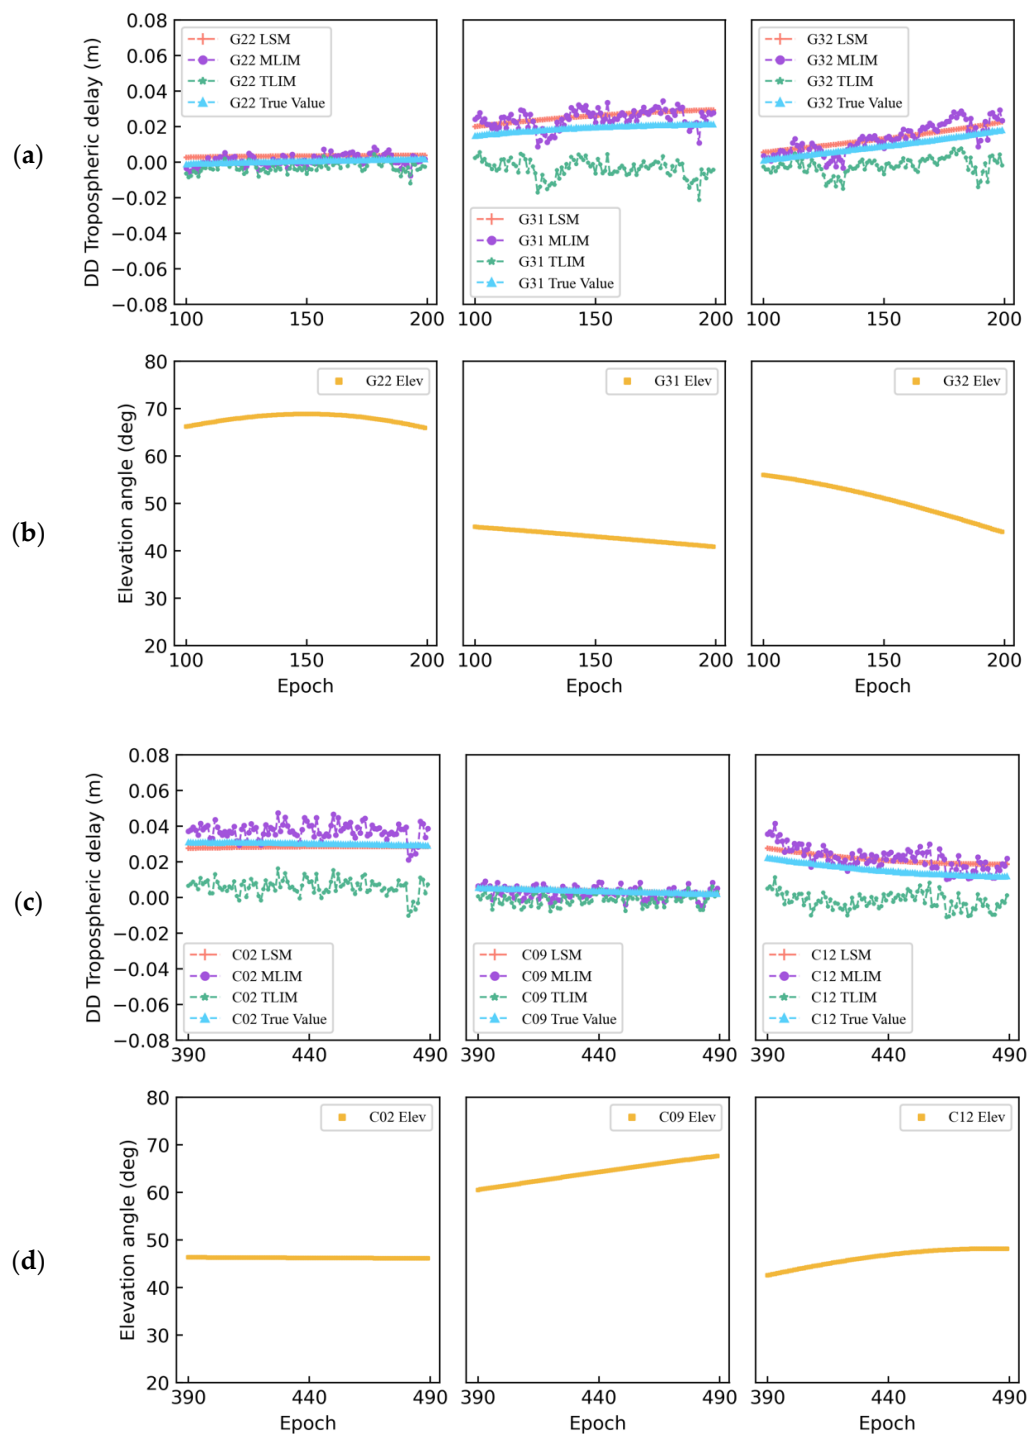 (a)
DD Tropospheric delay (m)
0.08
0.06
0.04
0.02
0.00
−0.02
−0.04
−0.06
−0.08
G22 LSM
G22 MLIM
G22 TLIM
G22 True Value
100 150 200
G31 LSM
G31 MLIM
G31 TLIM
G31 True Value
100 150 200
G32 LSM
G32 MLIM
G32 TLIM
G32 True Value
100 150 200
(b)
Elevation angle (deg)
80
70
60
50
40
30
20
G22 Elev
100 150 200
Epoch
G31 Elev
100 150 200
Epoch
G32 Elev
100 150 200
Epoch
(c)
DD Tropospheric delay (m)
0.08
0.06
0.04
0.02
0.00
−0.02
−0.04
−0.06
−0.08
C02 LSM
C02 MLIM
C02 TLIM
C02 True Value
390 440 490
C09 LSM
C09 MLIM
C09 TLIM
C09 True Value
390 440 490
C12 LSM
C12 MLIM
C12 TLIM
C12 True Value
390 440 490
(d)
Elevation angle (deg)
80
70
60
50
40
30
20
C02 Elev
390 440 490
Epoch
C09 Elev
390 440 490
Epoch
C12 Elev
390 440 490
Epoch